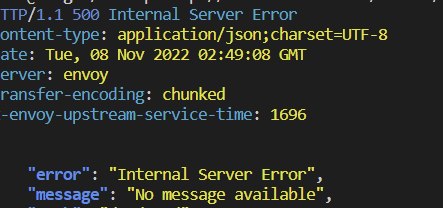 TTP/1.1 500 Internal Server Error
ontent-type: application/json;charset=UTF-8
ate: Tue, 08 Nov 2022 02:49:08 GMT
erver: envoy
ransfer-encoding: chunked
-envoy-upstream-service-time: 1696
"error": "Internal Server Error",
"message": "No message available",